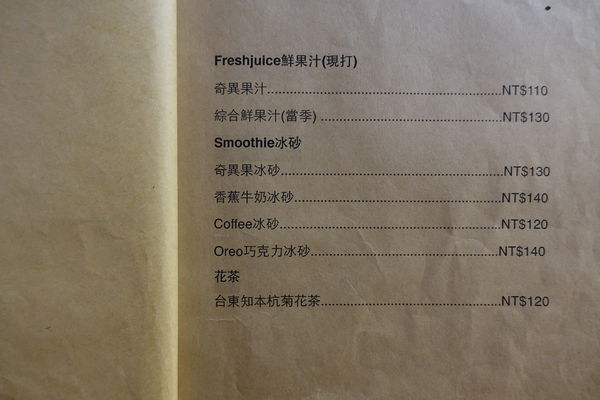 Freshjuice鮮果汁(現打)
奇異果汁......................................................NT$110
綜合鮮果汁(當季) ..........................................NT$130
Smoothie冰砂
奇異果冰砂...................................................NT$130
香蕉牛奶冰砂................................................NT$140
Coffee冰砂...................................................NT$120
Oreo巧克力冰砂...........................................NT$140
花茶
台東知本杭菊花茶.........................................NT$120